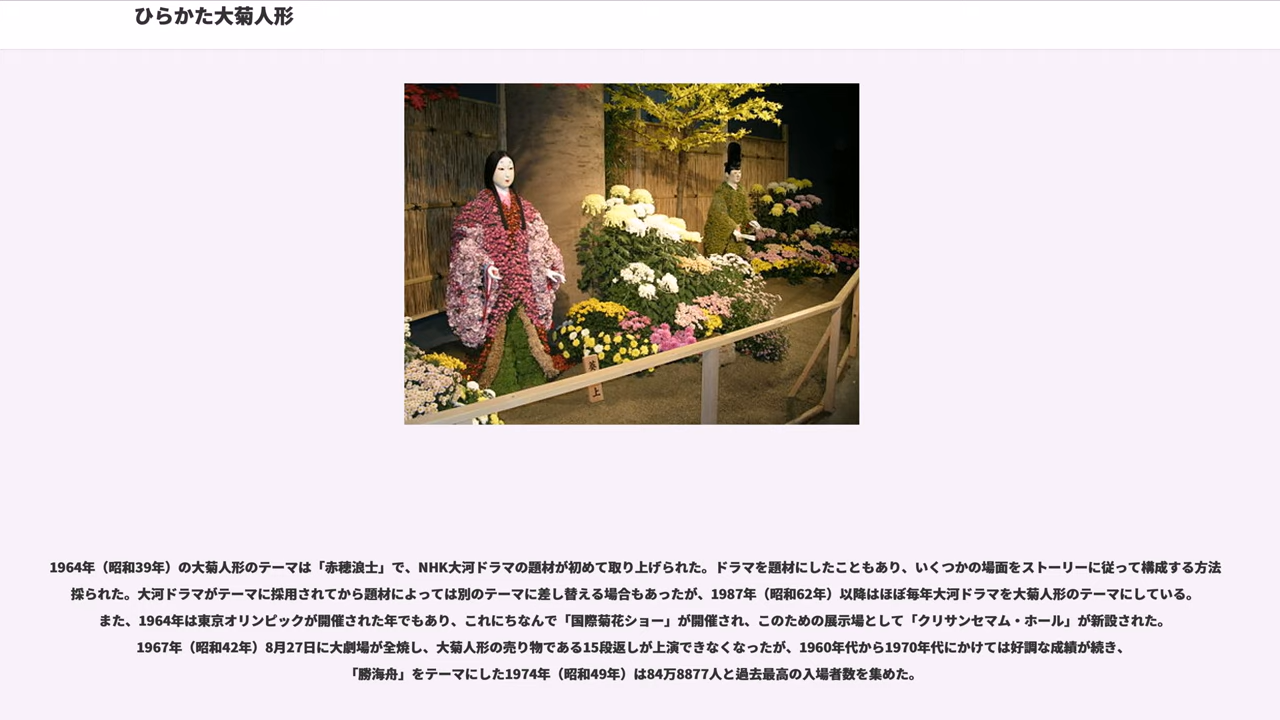 ひらかた大菊人形
葵上
1964年（昭和39年）の大菊人形のテーマは「赤穂浪士」で、NHK大河ドラマの題材が初めて取り上げられた。ドラマを題材にしたこともあり、いくつかの場面をストーリーに従って構成する方法
採られた。大河ドラマがテーマに採用されてから題材によっては別のテーマに差し替える場合もあったが、1987年（昭和62年）以降はほぼ毎年大河ドラマを大菊人形のテーマにしている。
また、1964年は東京オリンピックが開催された年でもあり、これにちなんで「国際菊花ショー」が開催され、このための展示場として「クリサンセマム・ホール」が新設された。
1967年（昭和42年）8月27日に大劇場が全焼し、大菊人形の売り物である15段返しが上演できなくなったが、1960年代から1970年代にかけては好調な成績が続き、
「勝海舟」をテーマにした1974年（昭和49年）は84万8877人と過去最高の入場者数を集めた。